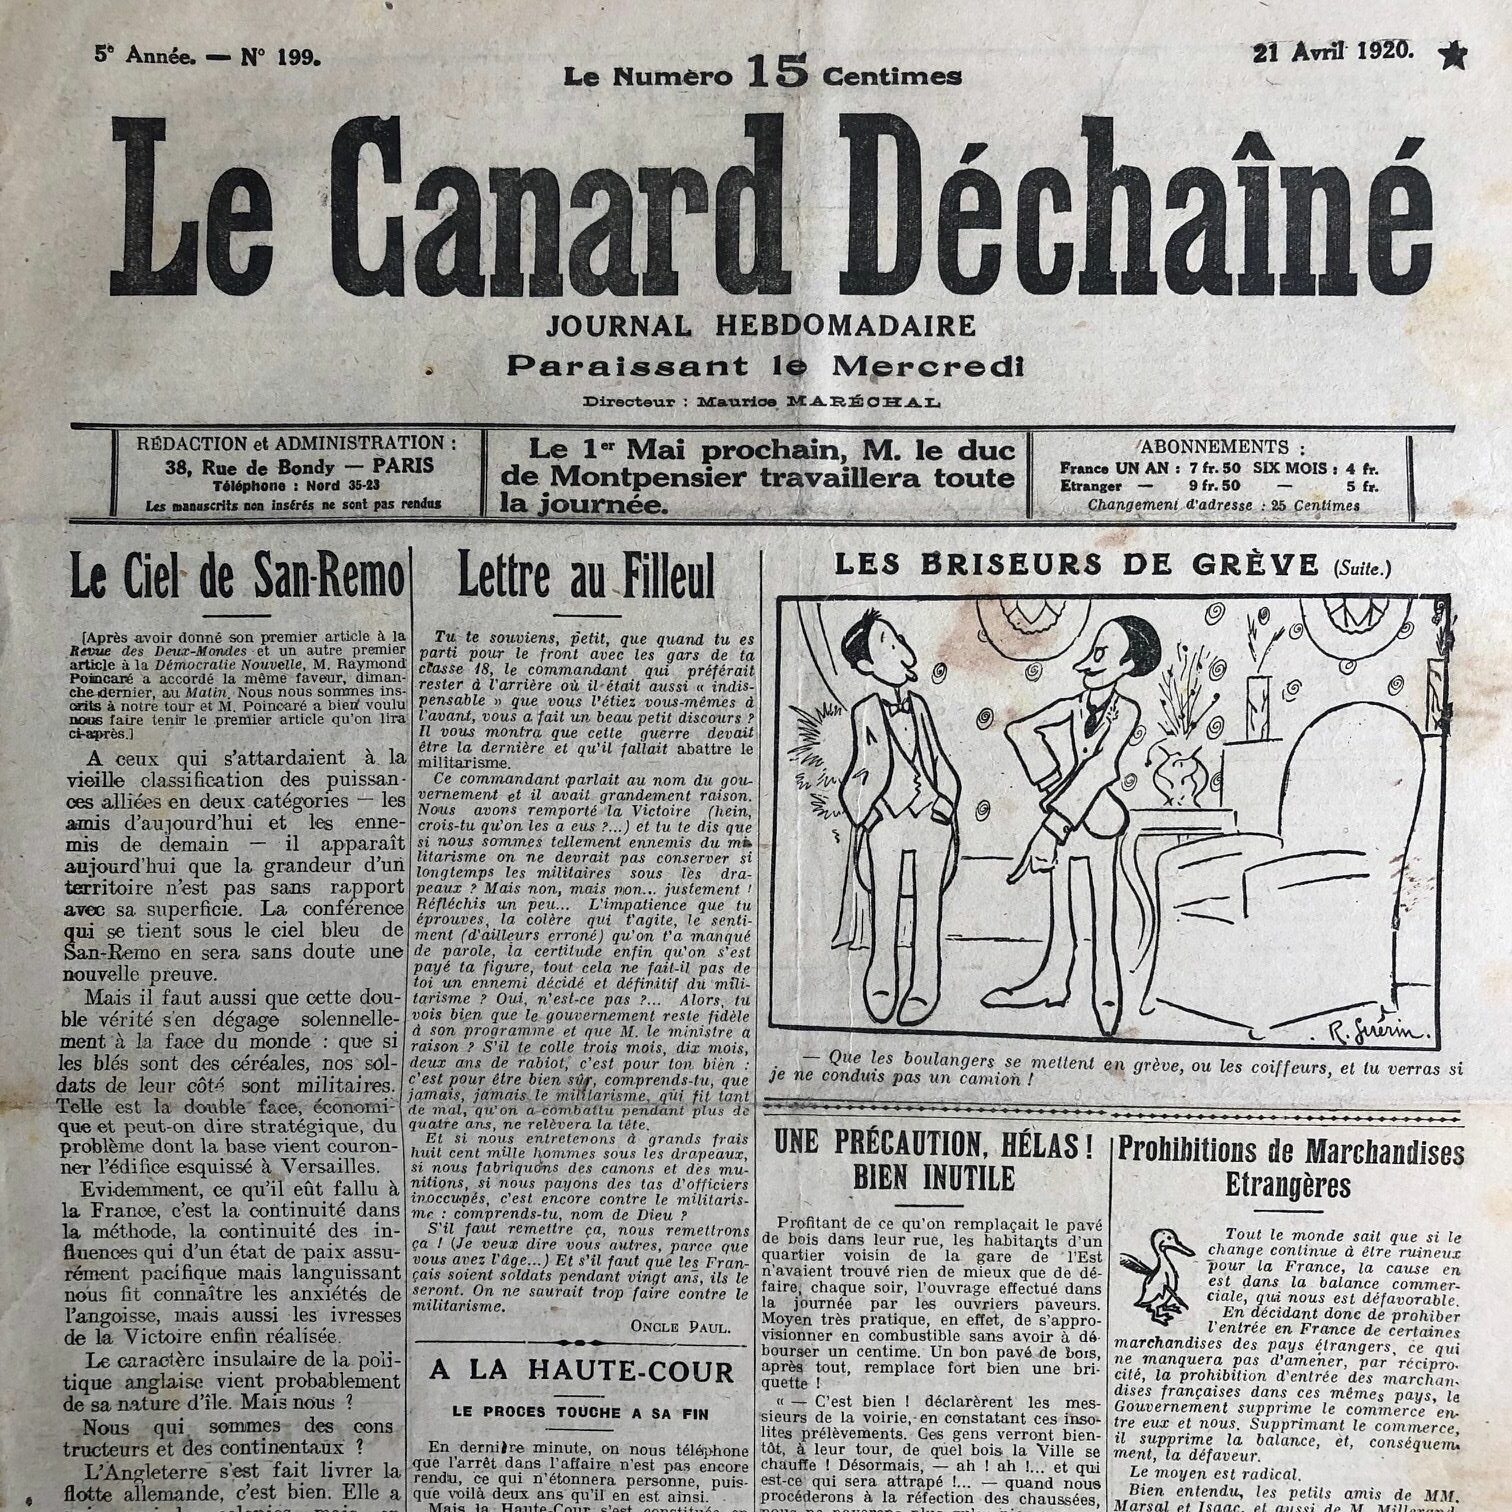 5e Année. — No 199.
21 Avril 1920. ★
Le Numéro 15 Centimes
Le Canard Déchaîné
JOURNAL HEBDOMADAIRE
Paraissant le Mercredi
Directeur : Maurice MARÉCHAL
RÉDACTION et ADMINISTRATION :
38, Rue de Bondy — PARIS
Téléphone : Nord 35-23
Les manuscrits non insérés ne sont pas rendus
Le 1er Mai prochain, M. le duc
de Montpensier travaillera toute
la journée.
ABONNEMENTS :
France UN AN : 7 fr. 50 SIX MOIS : 4 fr.
Etranger — 9 fr. 50 — 5 fr.
Changement d'adresse : 25 Centimes
Le Ciel de San-Remo
[Après avoir donné son premier article à la
Revue des Deux-Mondes et un autre premier
article à la Démocratie Nouvelle, M. Raymond
Poincaré a accordé la même faveur, diman-
che dernier, au Matin. Nous nous sommes ins-
crits à notre tour et M. Poincaré a bien voulu
nous faire tenir le premier article qu'on lira
ci-après.]
A ceux qui s'attardaient à la
vieille classification des puissan-
ces alliées en deux catégories — les
amis d'aujourd'hui et les enne-
mis de demain — il apparaît
aujourd'hui que la grandeur d'un
territoire n'est pas sans rapport
avec sa superficie. La conférence
qui se tient sous le ciel bleu de
San-Remo en sera sans doute une
nouvelle preuve.
Mais il faut aussi que cette dou-
ble vérité s'en dégage solennelle-
ment à la face du monde : que si
les blés sont des céréales, nos sol-
dats de leur côté sont militaires.
Telle est la double face, économi-
que et peut-on dire stratégique, du
problème dont la base vient couron-
ner l'édifice esquissé à Versailles.
Evidemment, ce qu'il eût fallu à
la France, c'est la continuité dans
la méthode, la continuité des in-
fluences qui d'un état de paix assu-
rément pacifique mais languissant
nous fit connaître les anxiétés de
l'angoisse, mais aussi les ivresses
de la Victoire enfin réalisée.
Le caractère insulaire de la poli-
tique anglaise vient probablement
de sa nature d'île. Mais nous ?
Nous qui sommes des cons
tructeurs et des continentaux ?
L'Angleterre s'est fait livrer la
flotte allemande, c'est bien. Elle a
Lettre au Filleul
Tu te souviens, petit, que quand tu es
parti pour le front avec les gars de ta
classe 18, le commandant qui préférait
rester à l'arrière où il était aussi « indis-
pensable » que vous l'étiez vous-mêmes à
l'avant, vous a fait un beau petit discours ?
Il vous montra que cette guerre devait
être la dernière et qu'il fallait abattre le
militarisme.
Ce commandant parlait au nom du gou-
vernement et il avait grandement raison.
Nous avons remporté la Victoire (hein,
crois-tu qu'on les a eus ?...) et tu te dis que
si nous sommes tellement ennemis du mi-
litarisme on ne devrait pas conserver si
longtemps les militaires sous les dra-
peaux ? Mais non, mais non... justement !
Réfléchis un peu... L'impatience que tu
éprouves, la colère qui t'agite, le senti-
ment (d'ailleurs erroné) qu'on t'a manqué
de parole, la certitude enfin qu'on s'est
payé ta figure, tout cela ne fait-il pas de
toi un ennemi décidé et définitif du mili-
tarisme ? Oui, n'est-ce pas ?... Alors, tu
vois bien que le gouvernement reste fidèle
à son programme et que M. le ministre a
raison ? S'il te colle trois mois, dix mois,
deux ans de rabiot, c'est pour ton bien :
c'est pour être bien sûr, comprends-tu, que
jamais, jamais le militarisme, qui fit tant
de mal, qu'on a combattu pendant plus de
quatre ans, ne relèvera la tête.
Et si nous entretenons à grands frais
huit cent mille hommes sous les drapeaux,
si nous fabriquons des canons et des mu-
nitions, si nous payons des tas d'officiers
inoccupés, c'est encore contre le militaris-
me : comprends-tu, nom de Dieu ?
S'il faut remettre ça, nous remettrons
ça ! (Je veux dire vous autres, parce que
vous avez l'âge...) Et s'il faut que les Fran-
çais soient soldats pendant vingt ans, ils le
seront. On ne saurait trop faire contre le
militarisme.
ONCLE PAUL.
A LA HAUTE-COUR
LE PROCES TOUCHE A SA FIN
En dernière minute, on nous téléphone
que l'arrêt dans l'affaire n'est pas encore
rendu, ce qui n'étonnera personne, puis-
que voilà deux ans qu'il en est ainsi.
Mais la Haute-Cour s'est constituée en
LES BRISEURS DE GRÈVE (Suite.)
R. Guérin.
— Que les boulangers se mettent en grève, ou les coiffeurs, et tu verras si
je ne conduis pas un camion !
UNE PRÉCAUTION, HÉLAS !
BIEN INUTILE
Profitant de ce qu'on remplaçait le pavé
de bois dans leur rue, les habitants d'un
quartier voisin de la gare de l'Est
n'avaient trouvé rien de mieux que de dé-
faire, chaque soir, l'ouvrage effectué dans
la journée par les ouvriers paveurs.
Moyen très pratique, en effet, de s'appro-
visionner en combustible sans avoir à dé-
bourser un centime. Un bon pavé de bois,
après tout, remplace fort bien une bri-
quette !
« — C'est bien ! déclarèrent les mes-
sieurs de la voirie, en constatant ces inso-
lites prélèvements. Ces gens verront bien-
tôt, à leur tour, de quel bois la Ville se
chauffe ! Désormais, — ah ! ah !... et qui
est-ce qui sera attrapé !... — quand nous
procéderons à la réfection des chaussées,
Prohibitions de Marchandises
Etrangères
Tout le monde sait que si le
change continue à être ruineux
pour la France, la cause en
est dans la balance commer-
ciale, qui nous est défavorable.
En décidant donc de prohiber
l'entrée en France de certaines
marchandises des pays étrangers, ce qui
ne manquera pas d'amener, par récipro-
cité, la prohibition d'entrée des marchan-
dises françaises dans ces mêmes pays, le
Gouvernement supprime le commerce en-
tre eux et nous. Supprimant le commerce,
il supprime la balance, et, conséquem
ment, la défaveur.
Le moyen est radical.
Bien entendu, les petits amis de MM.
Marsal et Isaac, et aussi de M. Millerand,